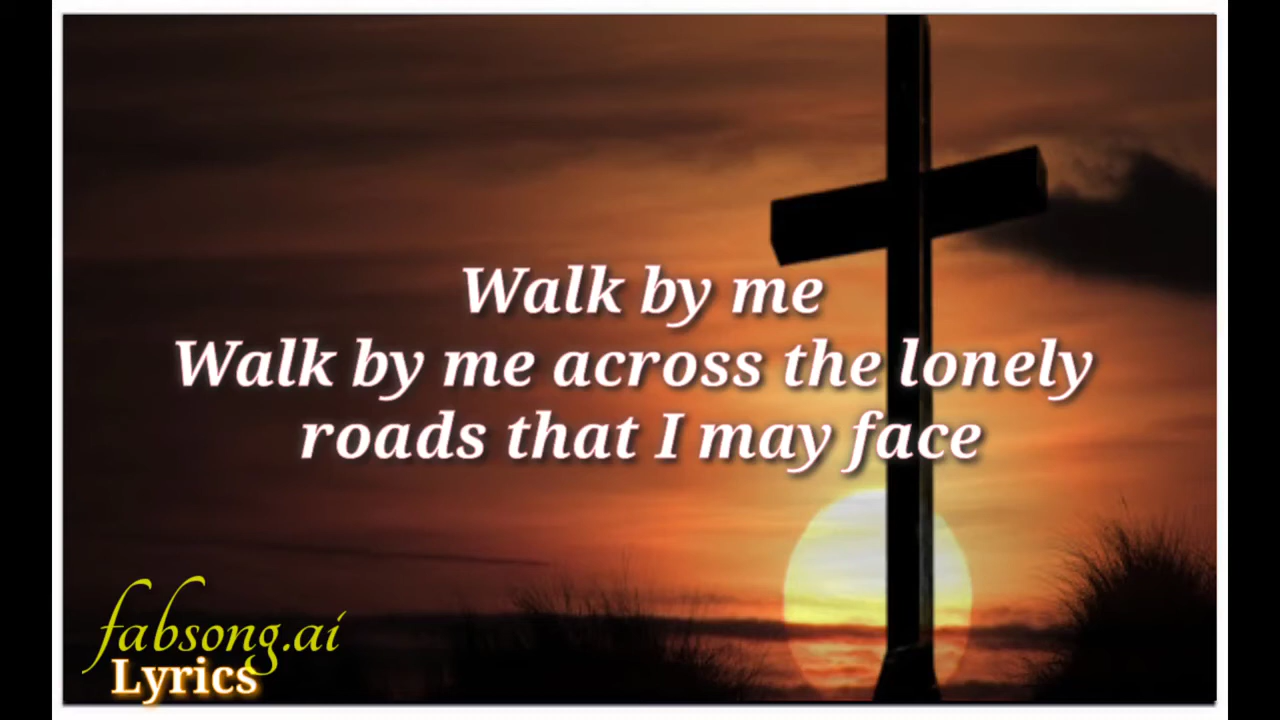 Walk by me
Walk by me across the lonely
roads that I may face
fabsong.ai
Lyrics